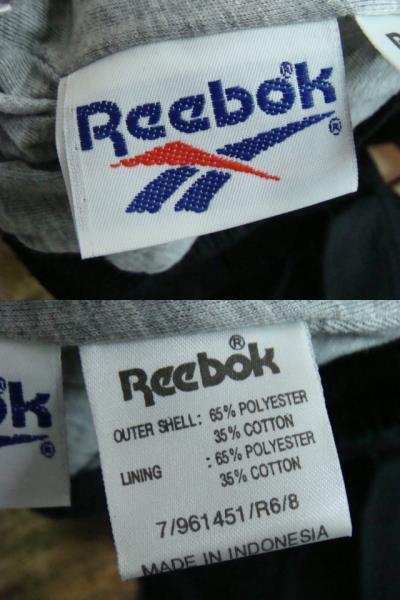 Reebok®
®
Reebok®
OUTER SHELL: 65% POLYESTER
35% COTTON
LINING : 65% POLYESTER
35% COTTON
7/961451/R6/8
MADE IN INDONESIA
ok
®